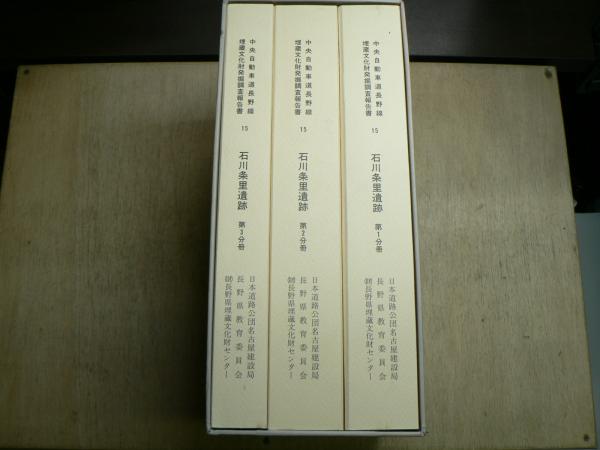 中央自動車道長野線
埋蔵文化財発掘調査報告書
15
石川条里遺跡
第1分冊
日本道路公団名古屋建設局
長野県教育委員会
㈶長野県埋蔵文化財センター
中央自動車道長野線
埋蔵文化財発掘調査報告書
15
石川条里遺跡
第2分冊
日本道路公団名古屋建設局
長野県教育委員会
㈶長野県埋蔵文化財センター
中央自動車道長野線
埋蔵文化財発掘調査報告書
15
石川条里遺跡
第3分冊
日本道路公団名古屋建設局
長野県教育委員会
㈶長野県埋蔵文化財センター